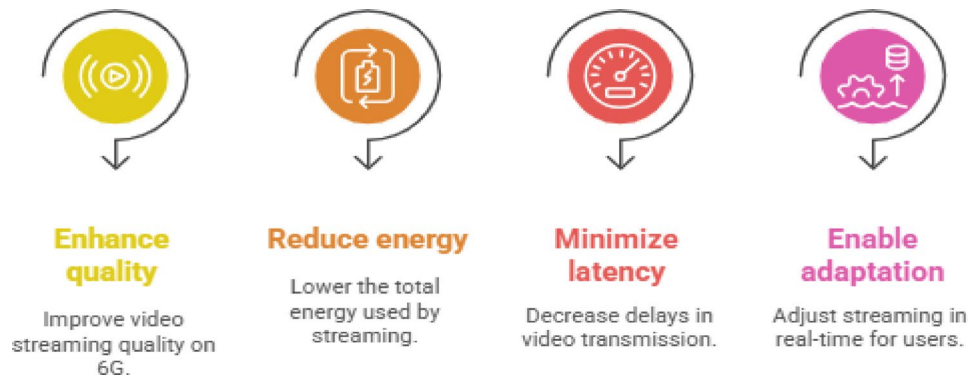 Enhance
quality
Improve video
streaming quality on
6G.
Reduce energy
Lower the total
energy used by
streaming.
Minimize
latency
Decrease delays in
video transmission.
Enable
adaptation
Adjust streaming in
real-time for users.